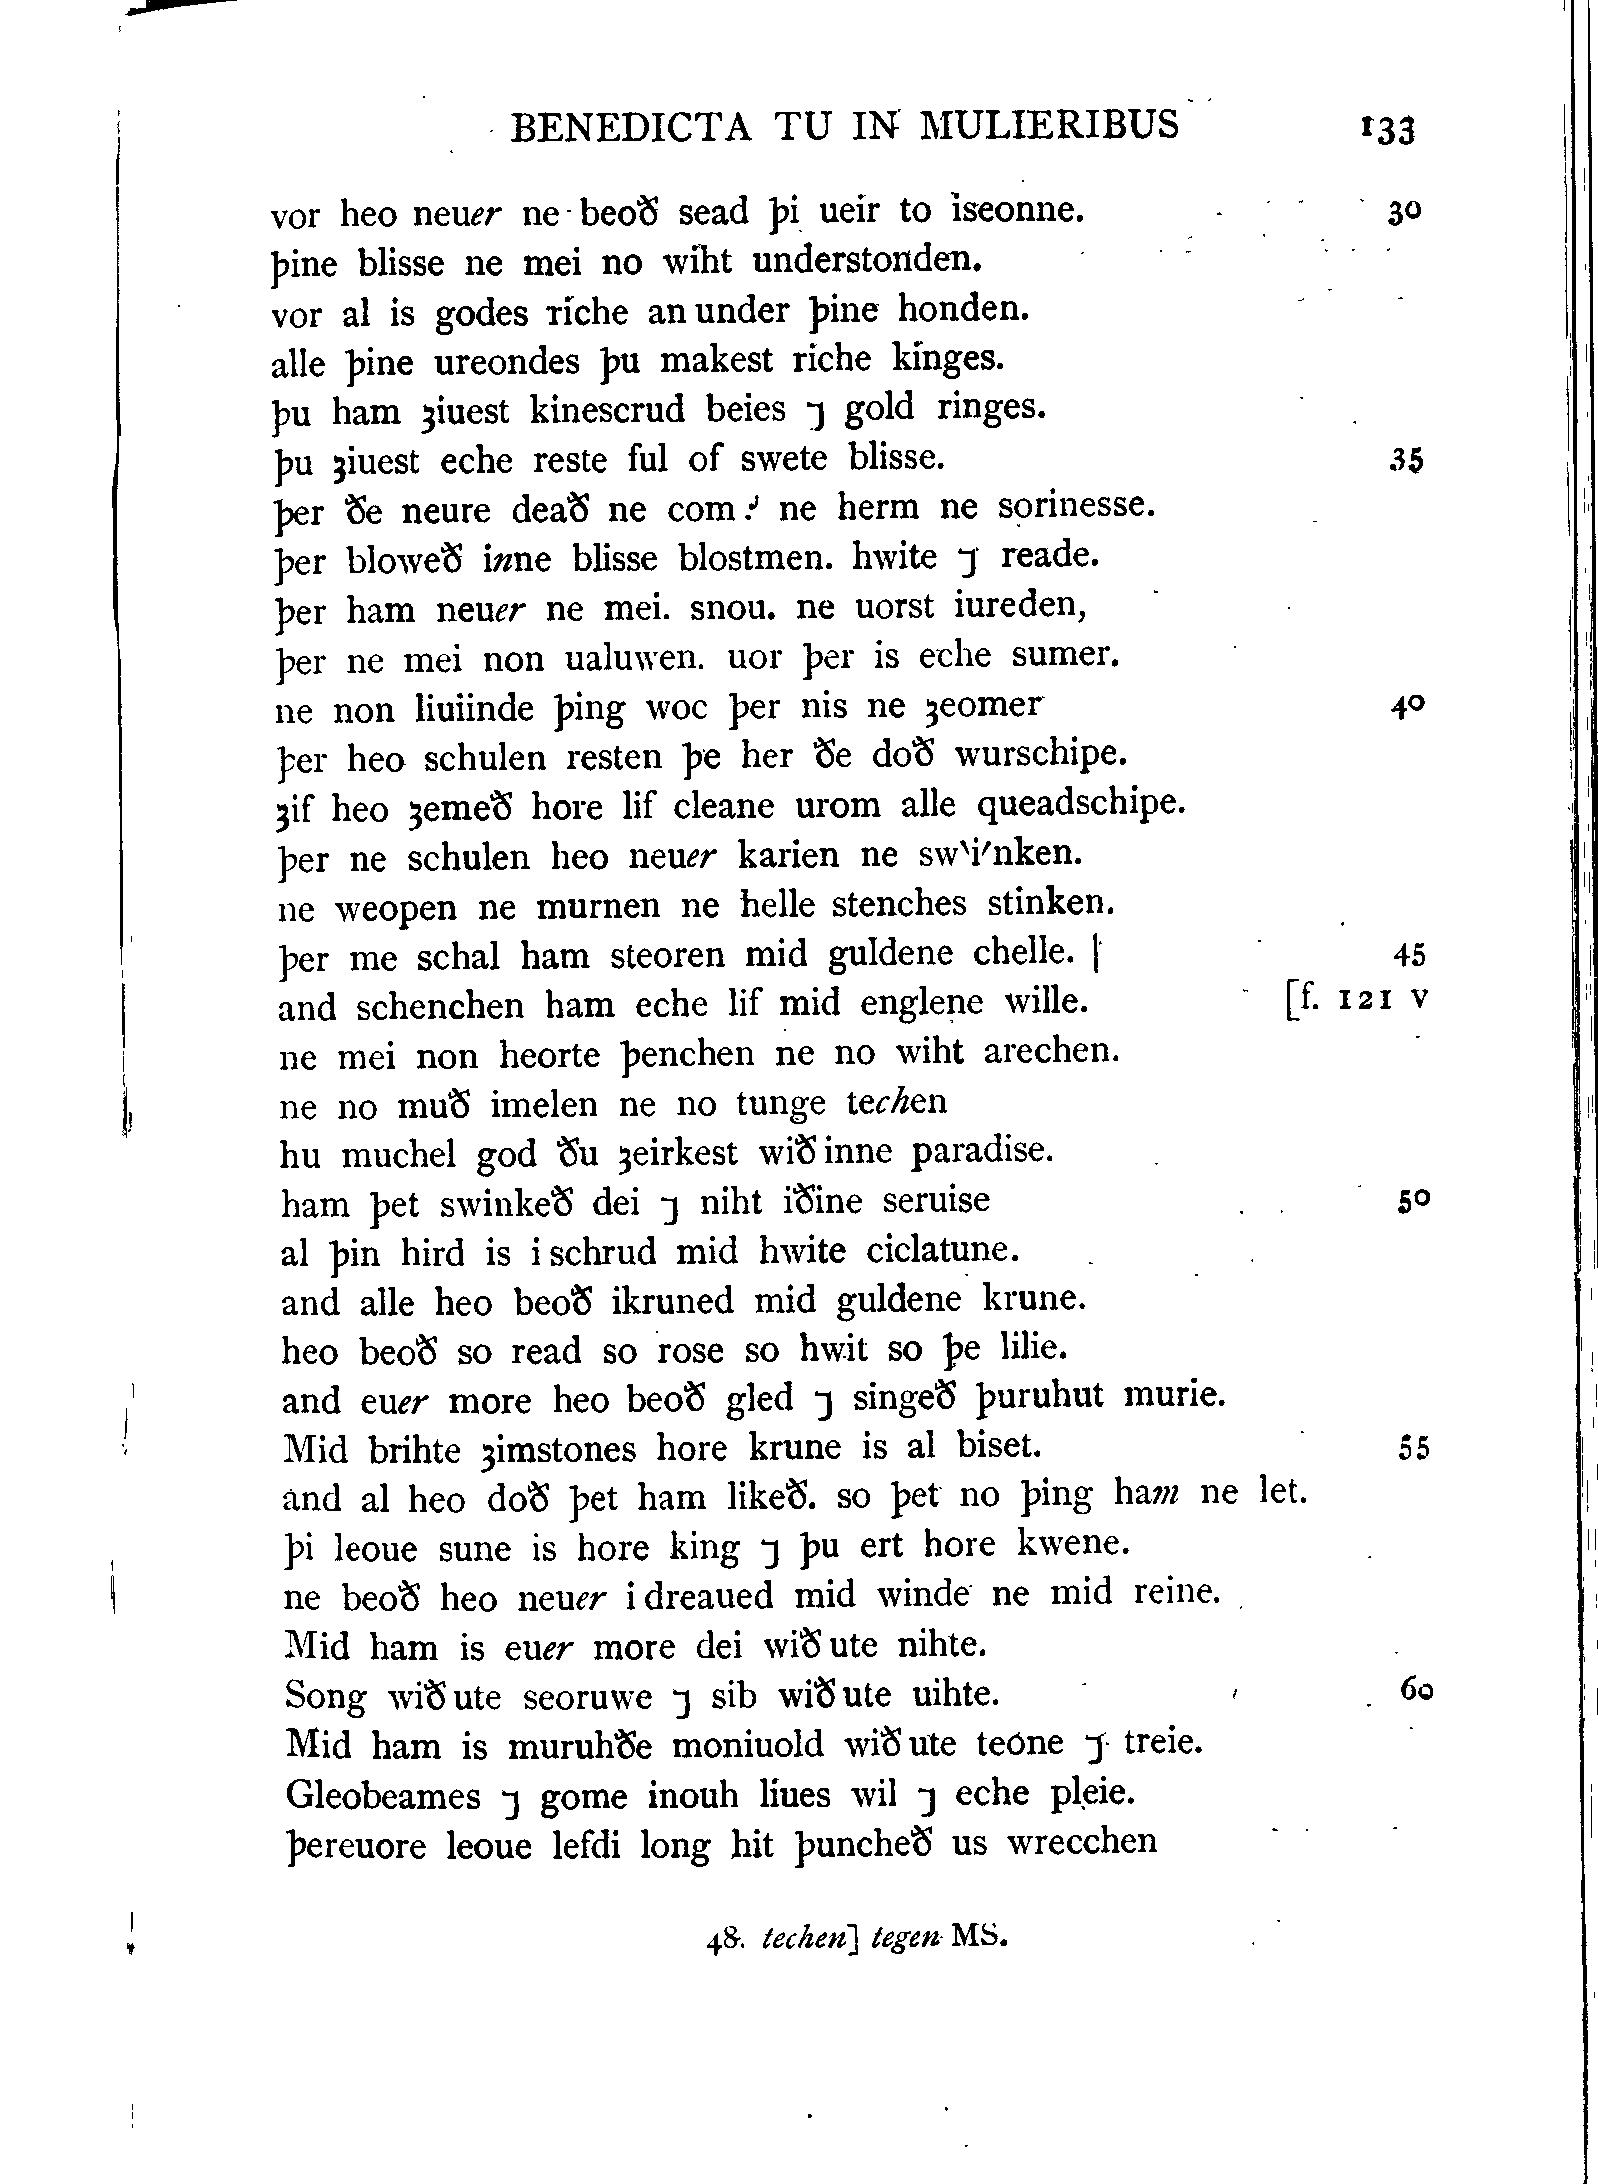 BENEDICTA TU IN MULIERIBUS 133
vor heo neuer ne beoð sead þi ueir to iseonne. 30
þine blisse ne mei no wiht understonden.
vor al is godes riche an under þine honden.
alle þine ureondes þu makest riche kinges.
þu ham ȝiuest kinescrud beies ⁊ gold ringes.
þu ȝiuest eche reste ful of swete blisse. 35
þer ðe neure deað ne com ⸵ ne herm ne sorinesse.
þer bloweð inne blisse blostmen. hwite ⁊ reade.
þer ham neuer ne mei. snou. ne uorst iureden,
þer ne mei non ualuwen. uor þer is eche sumer.
ne non liuiinde þing woc þer nis ne ȝeomer 40
þer heo schulen resten þe her ðe doð wurschipe.
ȝif heo ȝemeð hore lif cleane urom alle queadschipe.
þer ne schulen heo neuer karien ne sw‵i′nken.
ne weopen ne murnen ne helle stenches stinken.
þer me schal ham steoren mid guldene chelle. | 45
and schenchen ham eche lif mid englene wille. [f. 121 v
ne mei non heorte þenchen ne no wiht arechen.
ne no muð imelen ne no tunge techen
hu muchel god ðu ȝeirkest wið inne paradise.
ham þet swinkeð dei ⁊ niht iðine seruise 50
al þin hird is i schrud mid hwite ciclatune.
and alle heo beoð ikruned mid guldene krune.
heo beoð so read so rose so hwit so þe lilie.
and euer more heo beoð gled ⁊ singeð þuruhut murie.
Mid brihte ȝimstones hore krune is al biset. 55
and al heo doð þet ham likeð. so þet no þing ham ne let.
þi leoue sune is hore king ⁊ þu ert hore kwene.
ne beoð heo neuer i dreaued mid winde ne mid reine.
Mid ham is euer more dei wið ute nihte.
Song wið ute seoruwe ⁊ sib wið ute uihte. 60
Mid ham is muruhðe moniuold wið ute teone ⁊ treie.
Gleobeames ⁊ gome inouh liues wil ⁊ eche pleie.
þereuore leoue lefdi long hit þuncheð us wrecchen
48. techen] tegen MS.